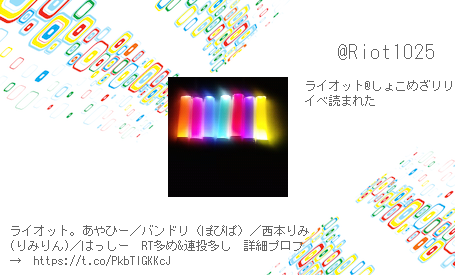 @Riot1025
ライオット@しょこめざリリ
イベ読まれた
ライオット。あやひー／バンドリ（ぱぴぱ）／西本りみ
(りみりん)／はっしー　RT多め&連投多し　詳細プロフ
→　https://t.co/PkbTIGKKcJ